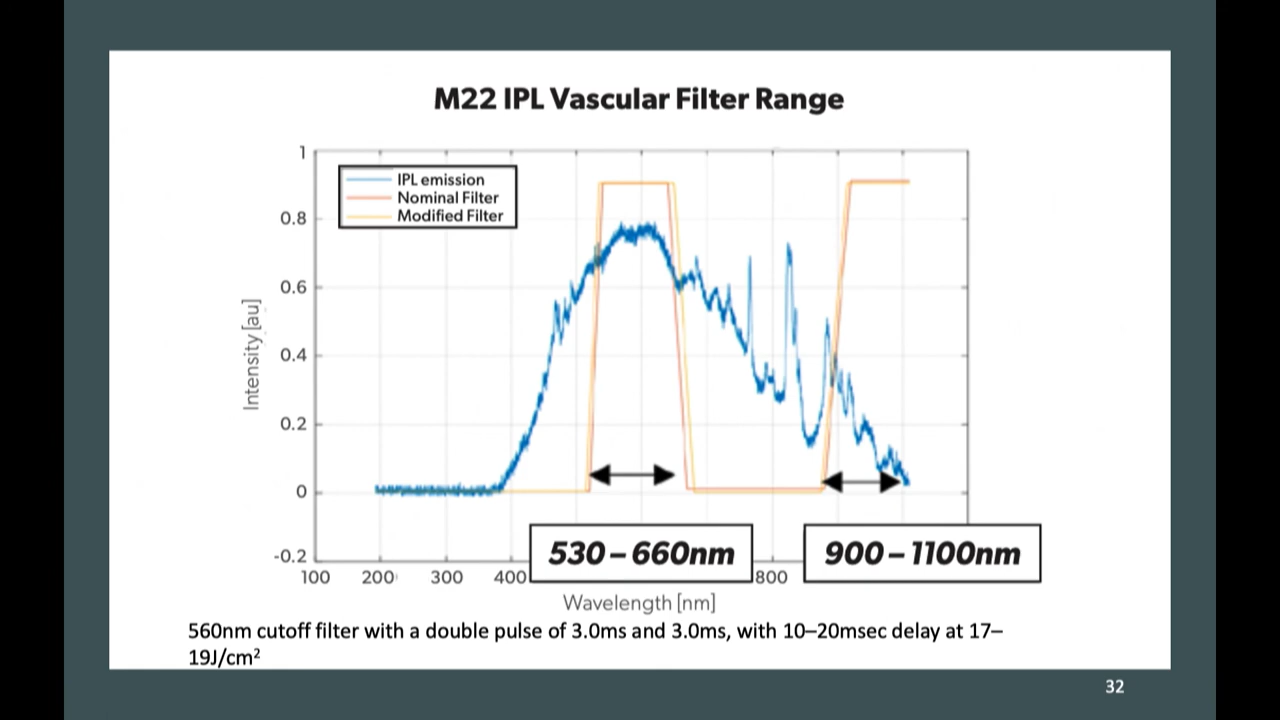 M22 IPL Vascular Filter Range
IPL emission
Nominal Filter
Modified Filter
Intensity [au]
1
0.8
0.6
0.4
0.2
0
-0.2
100 200 300 400 800
530–660nm
900–1100nm
Wavelength [nm]
560nm cutoff filter with a double pulse of 3.0ms and 3.0ms, with 10–20msec delay at 17–
19J/cm²
32